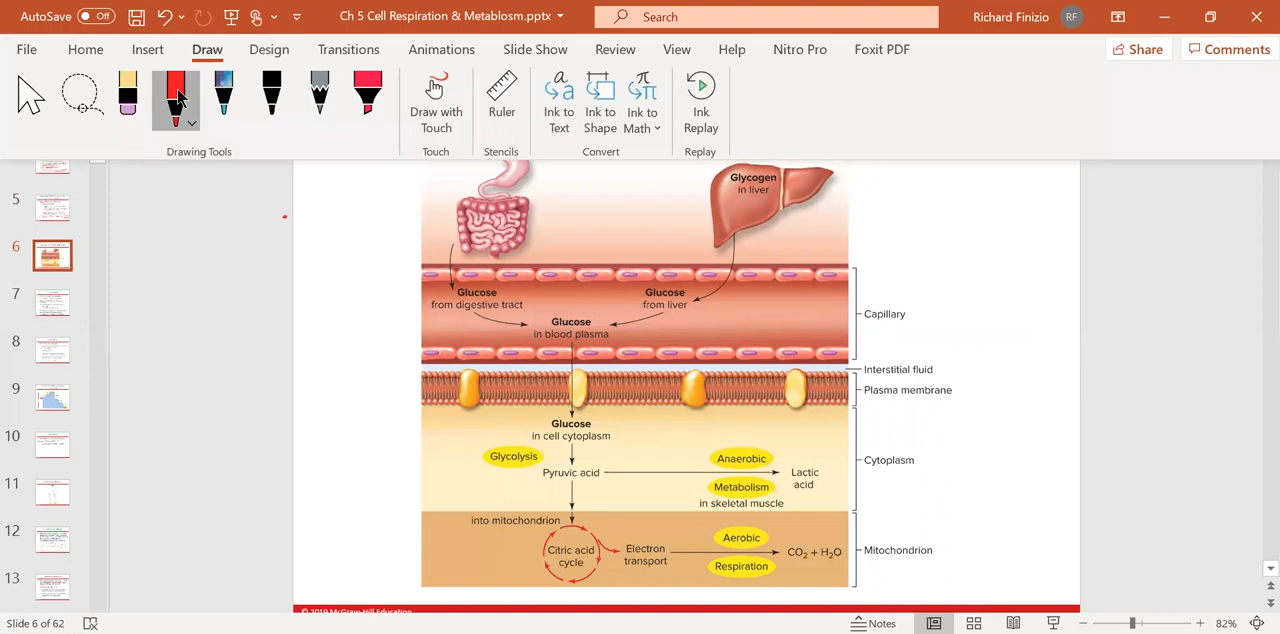 AutoSave Off Ch 5 Cell Respiration & Metablosm.pptx Search Richard Finizio RF
File Home Insert Draw Design Transitions Animations Slide Show Review View Help Nitro Pro Foxit PDF Share Comments
Draw with Touch
Ruler
Ink to Text
Ink to Shape
Ink to Math
Ink Replay
Drawing Tools Touch Stencils Convert Replay
5
6
7
8
9
10
11
12
13
Glycogen
in liver
Glucose
from digestive tract
Glucose
from liver
Glucose
in blood plasma
Capillary
Interstitial fluid
Plasma membrane
Glucose
in cell cytoplasm
Glycolysis
Pyruvic acid
Anaerobic
Metabolism
in skeletal muscle
Lactic
acid
Cytoplasm
into mitochondrion
Citric acid
cycle
Electron
transport
Aerobic
Respiration
CO₂ + H₂O
Mitochondrion
© 2019 McGraw-Hill Education
Slide 6 of 62 Notes 82%